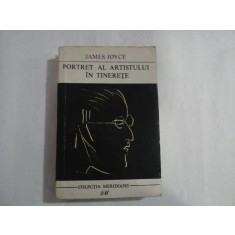 JAMES JOYCE
PORTRET AL ARTISTULUI
ÎN TINEREȚE
COLECȚIA MERIDIANE